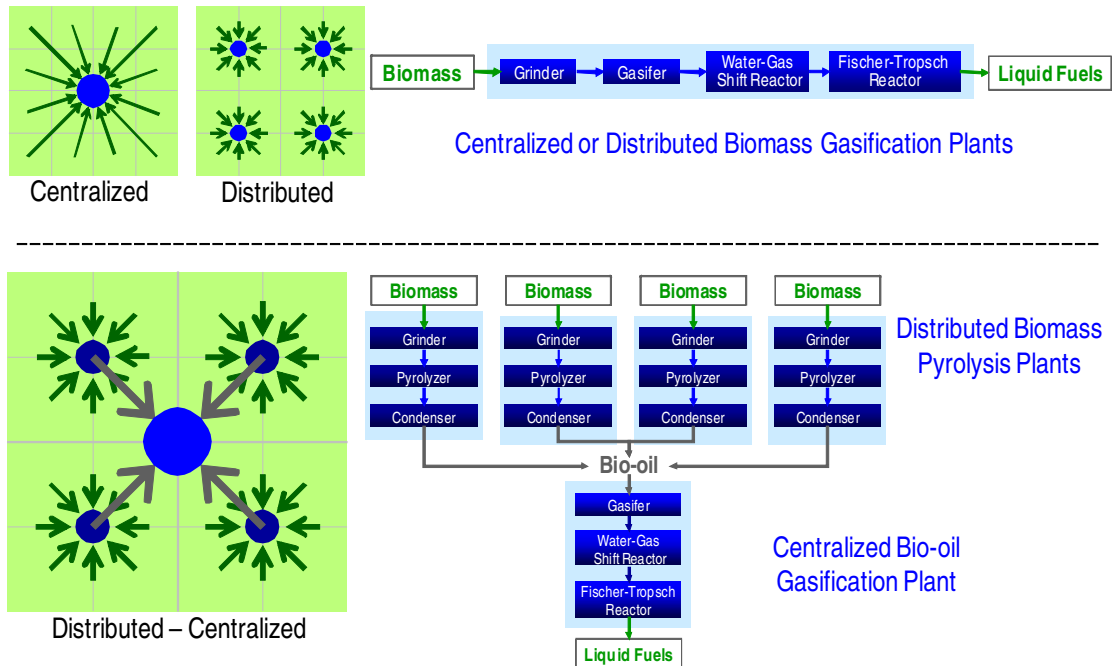 Centralized
Distributed
Biomass
Grinder
Gasifer
Water-Gas
Shift Reactor
Fischer-Tropsch
Reactor
Liquid Fuels
Centralized or Distributed Biomass Gasification Plants
Distributed – Centralized
Biomass
Biomass
Biomass
Biomass
Grinder
Grinder
Grinder
Grinder
Pyrolyzer
Pyrolyzer
Pyrolyzer
Pyrolyzer
Condenser
Condenser
Condenser
Condenser
Distributed Biomass
Pyrolysis Plants
Bio-oil
Gasifer
Water-Gas
Shift Reactor
Fischer-Tropsch
Reactor
Liquid Fuels
Centralized Bio-oil
Gasification Plant